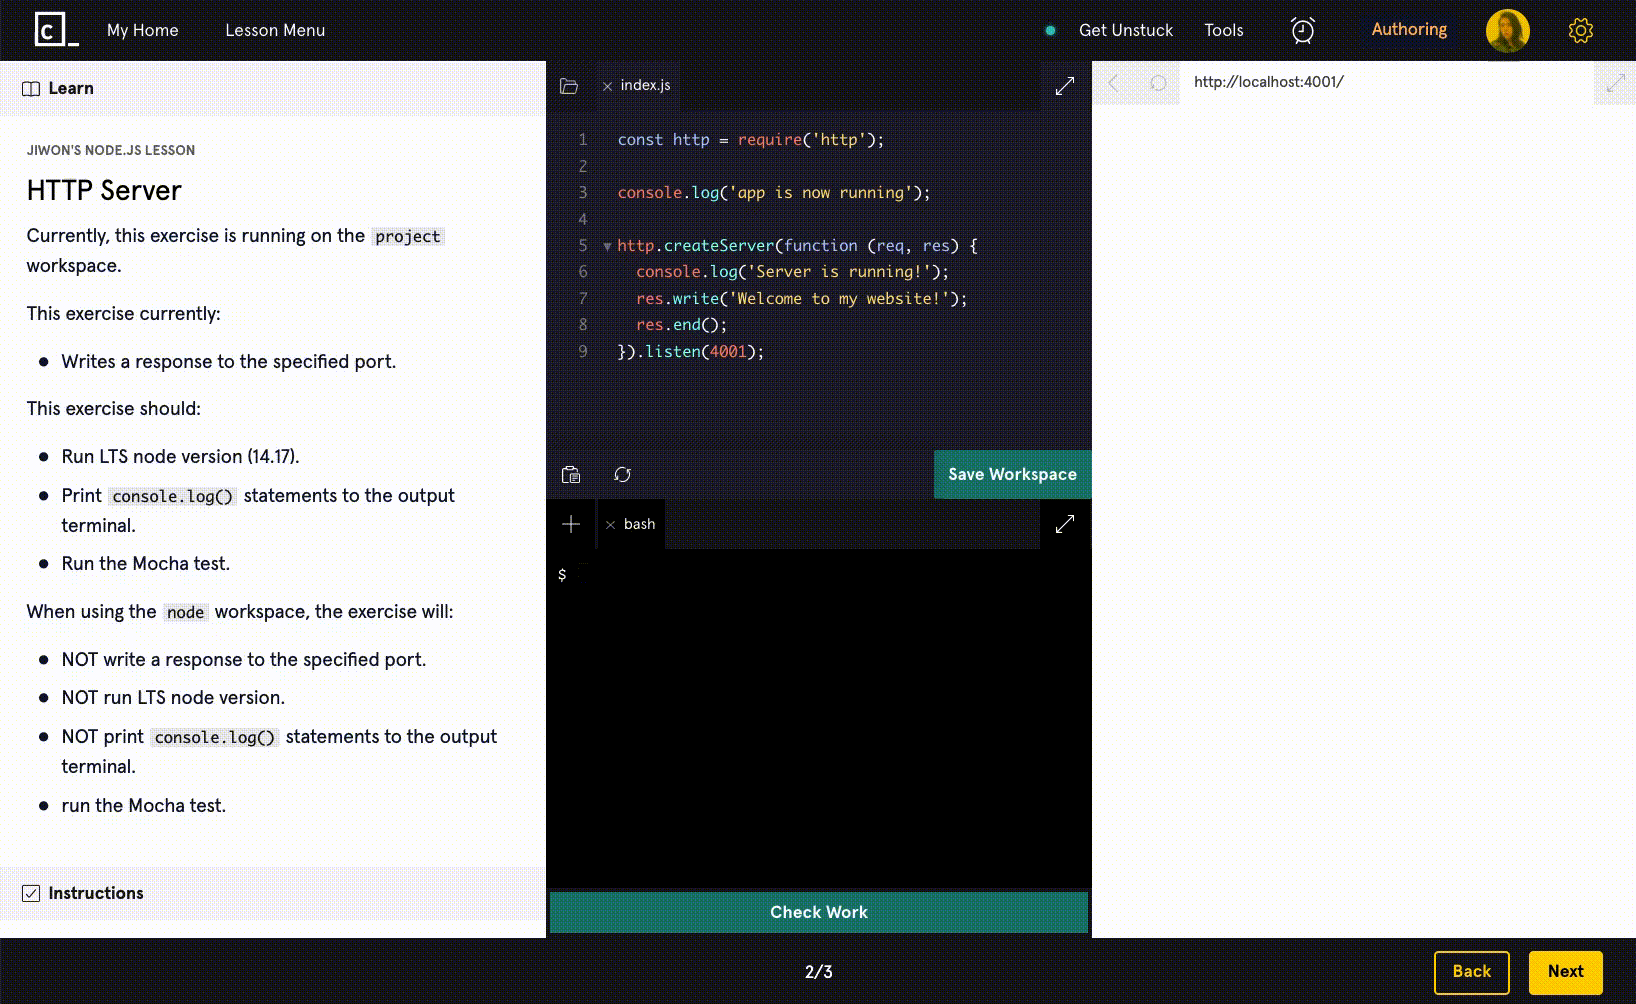 C_ My Home Lesson Menu Get Unstuck Tools Authoring
Learn
JIWON'S NODE.JS LESSON
HTTP Server
Currently, this exercise is running on the project
workspace.
This exercise currently:
● Writes a response to the specified port.
This exercise should:
● Run LTS node version (14.17).
● Print console.log() statements to the output
terminal.
● Run the Mocha test.
When using the node workspace, the exercise will:
● NOT write a response to the specified port.
● NOT run LTS node version.
● NOT print console.log() statements to the output
terminal.
● run the Mocha test.
Instructions
× index.js
1 const http = require('http');
2
3 console.log('app is now running');
4
5 ▼ http.createServer(function (req, res) {
6 console.log('Server is running!');
7 res.write('Welcome to my website!');
8 res.end();
9 }).listen(4001);
Save Workspace
+ × bash
$
Check Work
http://localhost:4001/
2/3
Back Next